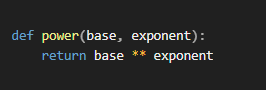 def power(base, exponent):
    return base ** exponent